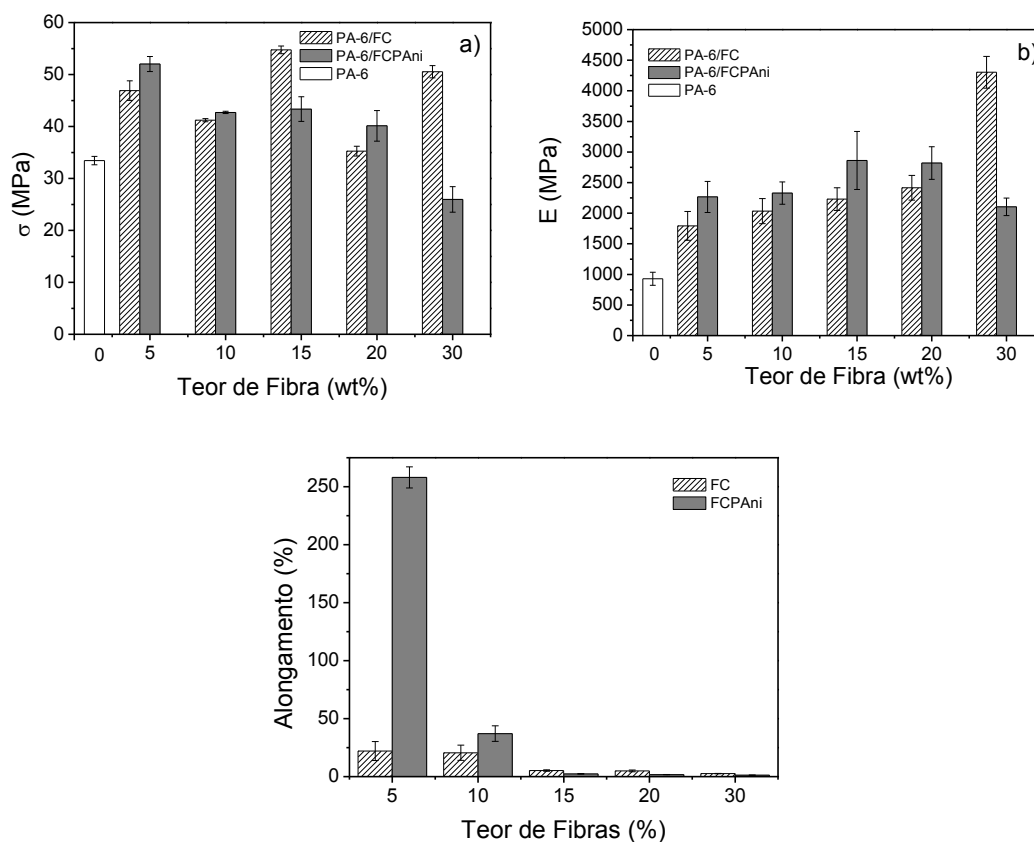 60
50
40
30
20
10
0
σ (MPa)
a)
PA-6/FC
PA-6/FCPAni
PA-6
0 5 10 15 20 30
Teor de Fibra (wt%)
5000
4500
4000
3500
3000
2500
2000
1500
1000
500
0
E (MPa)
b)
PA-6/FC
PA-6/FCPAni
PA-6
0 5 10 15 20 30
Teor de Fibra (wt%)
250
200
150
100
50
0
Alongamento (%)
FC
FCPAni
5 10 15 20 30
Teor de Fibras (%)